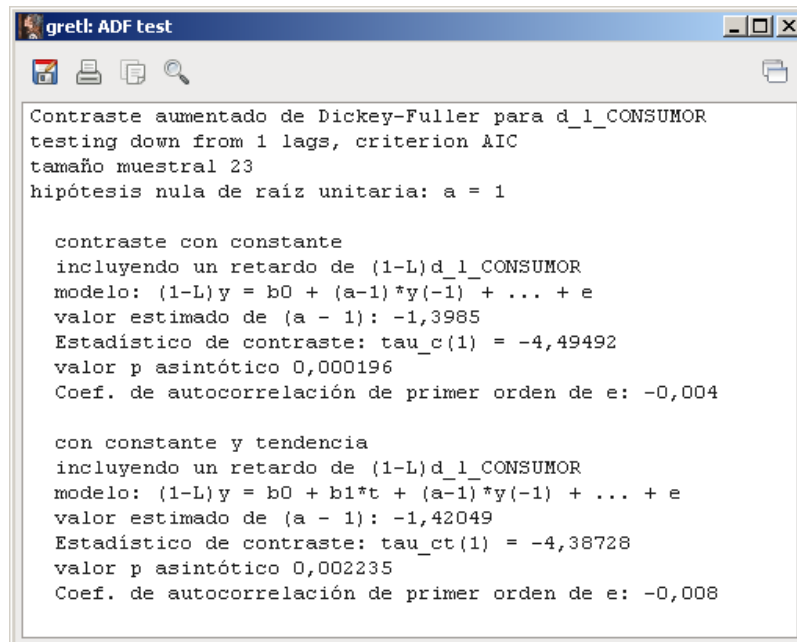 gretl: ADF test
Contraste aumentado de Dickey-Fuller para d_l_CONSUMOR
testing down from 1 lags, criterion AIC
tamaño muestral 23
hipótesis nula de raíz unitaria: a = 1
contraste con constante
incluyendo un retardo de (1-L)d_l_CONSUMOR
modelo: (1-L)y = b0 + (a-1)*y(-1) + ... + e
valor estimado de (a - 1): -1,3985
Estadístico de contraste: tau_c(1) = -4,49492
valor p asintótico 0,000196
Coef. de autocorrelación de primer orden de e: -0,004
con constante y tendencia
incluyendo un retardo de (1-L)d_l_CONSUMOR
modelo: (1-L)y = b0 + b1*t + (a-1)*y(-1) + ... + e
valor estimado de (a - 1): -1,42049
Estadístico de contraste: tau_ct(1) = -4,38728
valor p asintótico 0,002235
Coef. de autocorrelación de primer orden de e: -0,008